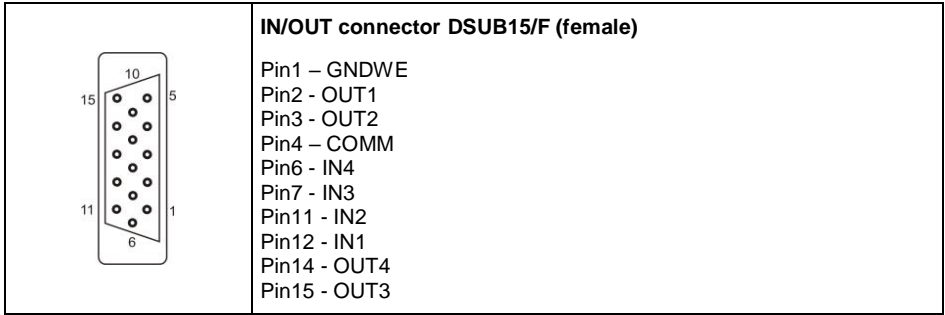 IN/OUT connector DSUB15/F (female)
10
15
5
11
1
6
Pin1 – GNDWE
Pin2 - OUT1
Pin3 - OUT2
Pin4 – COMM
Pin6 - IN4
Pin7 - IN3
Pin11 - IN2
Pin12 - IN1
Pin14 - OUT4
Pin15 - OUT3